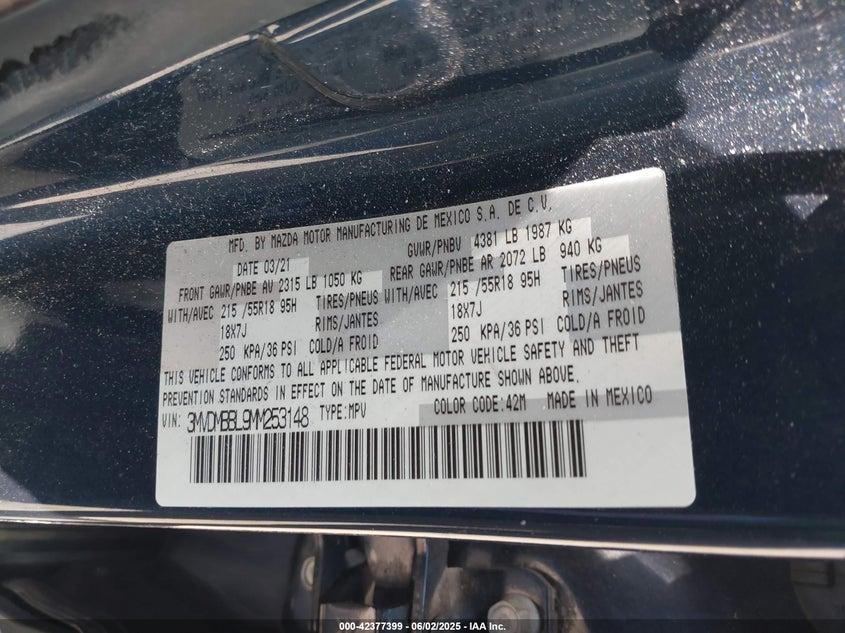 MFD. BY MAZDA MOTOR MANUFACTURING DE MEXICO S.A. DE C.V.
DATE 03/21 GVWR/PNBV 4381 LB 1987 KG
FRONT GAWR/PNBE AV 2315 LB 1050 KG REAR GAWR/PNBE AR 2072 LB 940 KG
WITH/AVEC 215 /55R18 95H TIRES/PNEUS WITH/AVEC 215 /55R18 95H TIRES/PNEUS
18X7J RIMS/JANTES 18X7J RIMS/JANTES
250 KPA/36 PSI COLD/A FROID 250 KPA/36 PSI COLD/A FROID
THIS VEHICLE CONFORMS TO ALL APPLICABLE FEDERAL MOTOR VEHICLE SAFETY AND THEFT
PREVENTION STANDARDS IN EFFECT ON THE DATE OF MANUFACTURE SHOWN ABOVE.
VIN: 3MVDMBBL9MM253148 TYPE:MPV COLOR CODE:42M MADE IN MEXICO
000-42377399 - 06/02/2025 - IAA Inc.